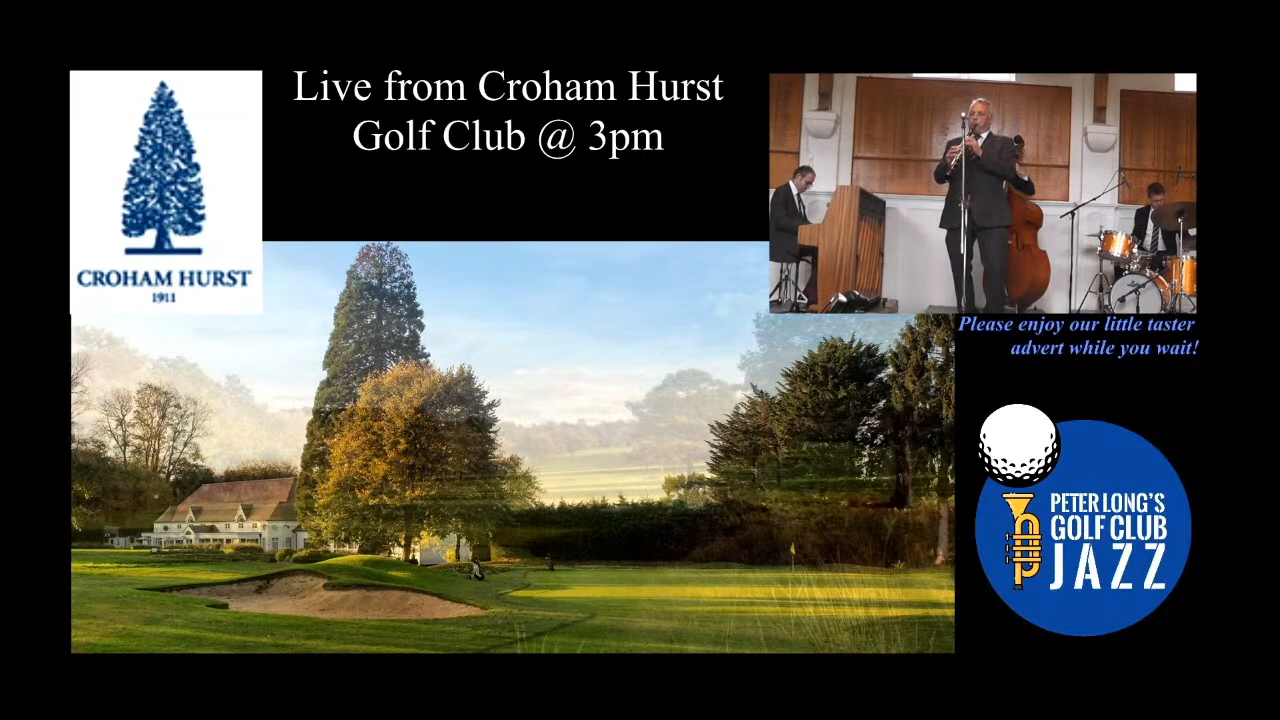 Live from Croham Hurst
Golf Club @ 3pm
CROHAM HURST
1911
Please enjoy our little taster
advert while you wait!
PETER LONG'S
GOLF CLUB
JAZZ